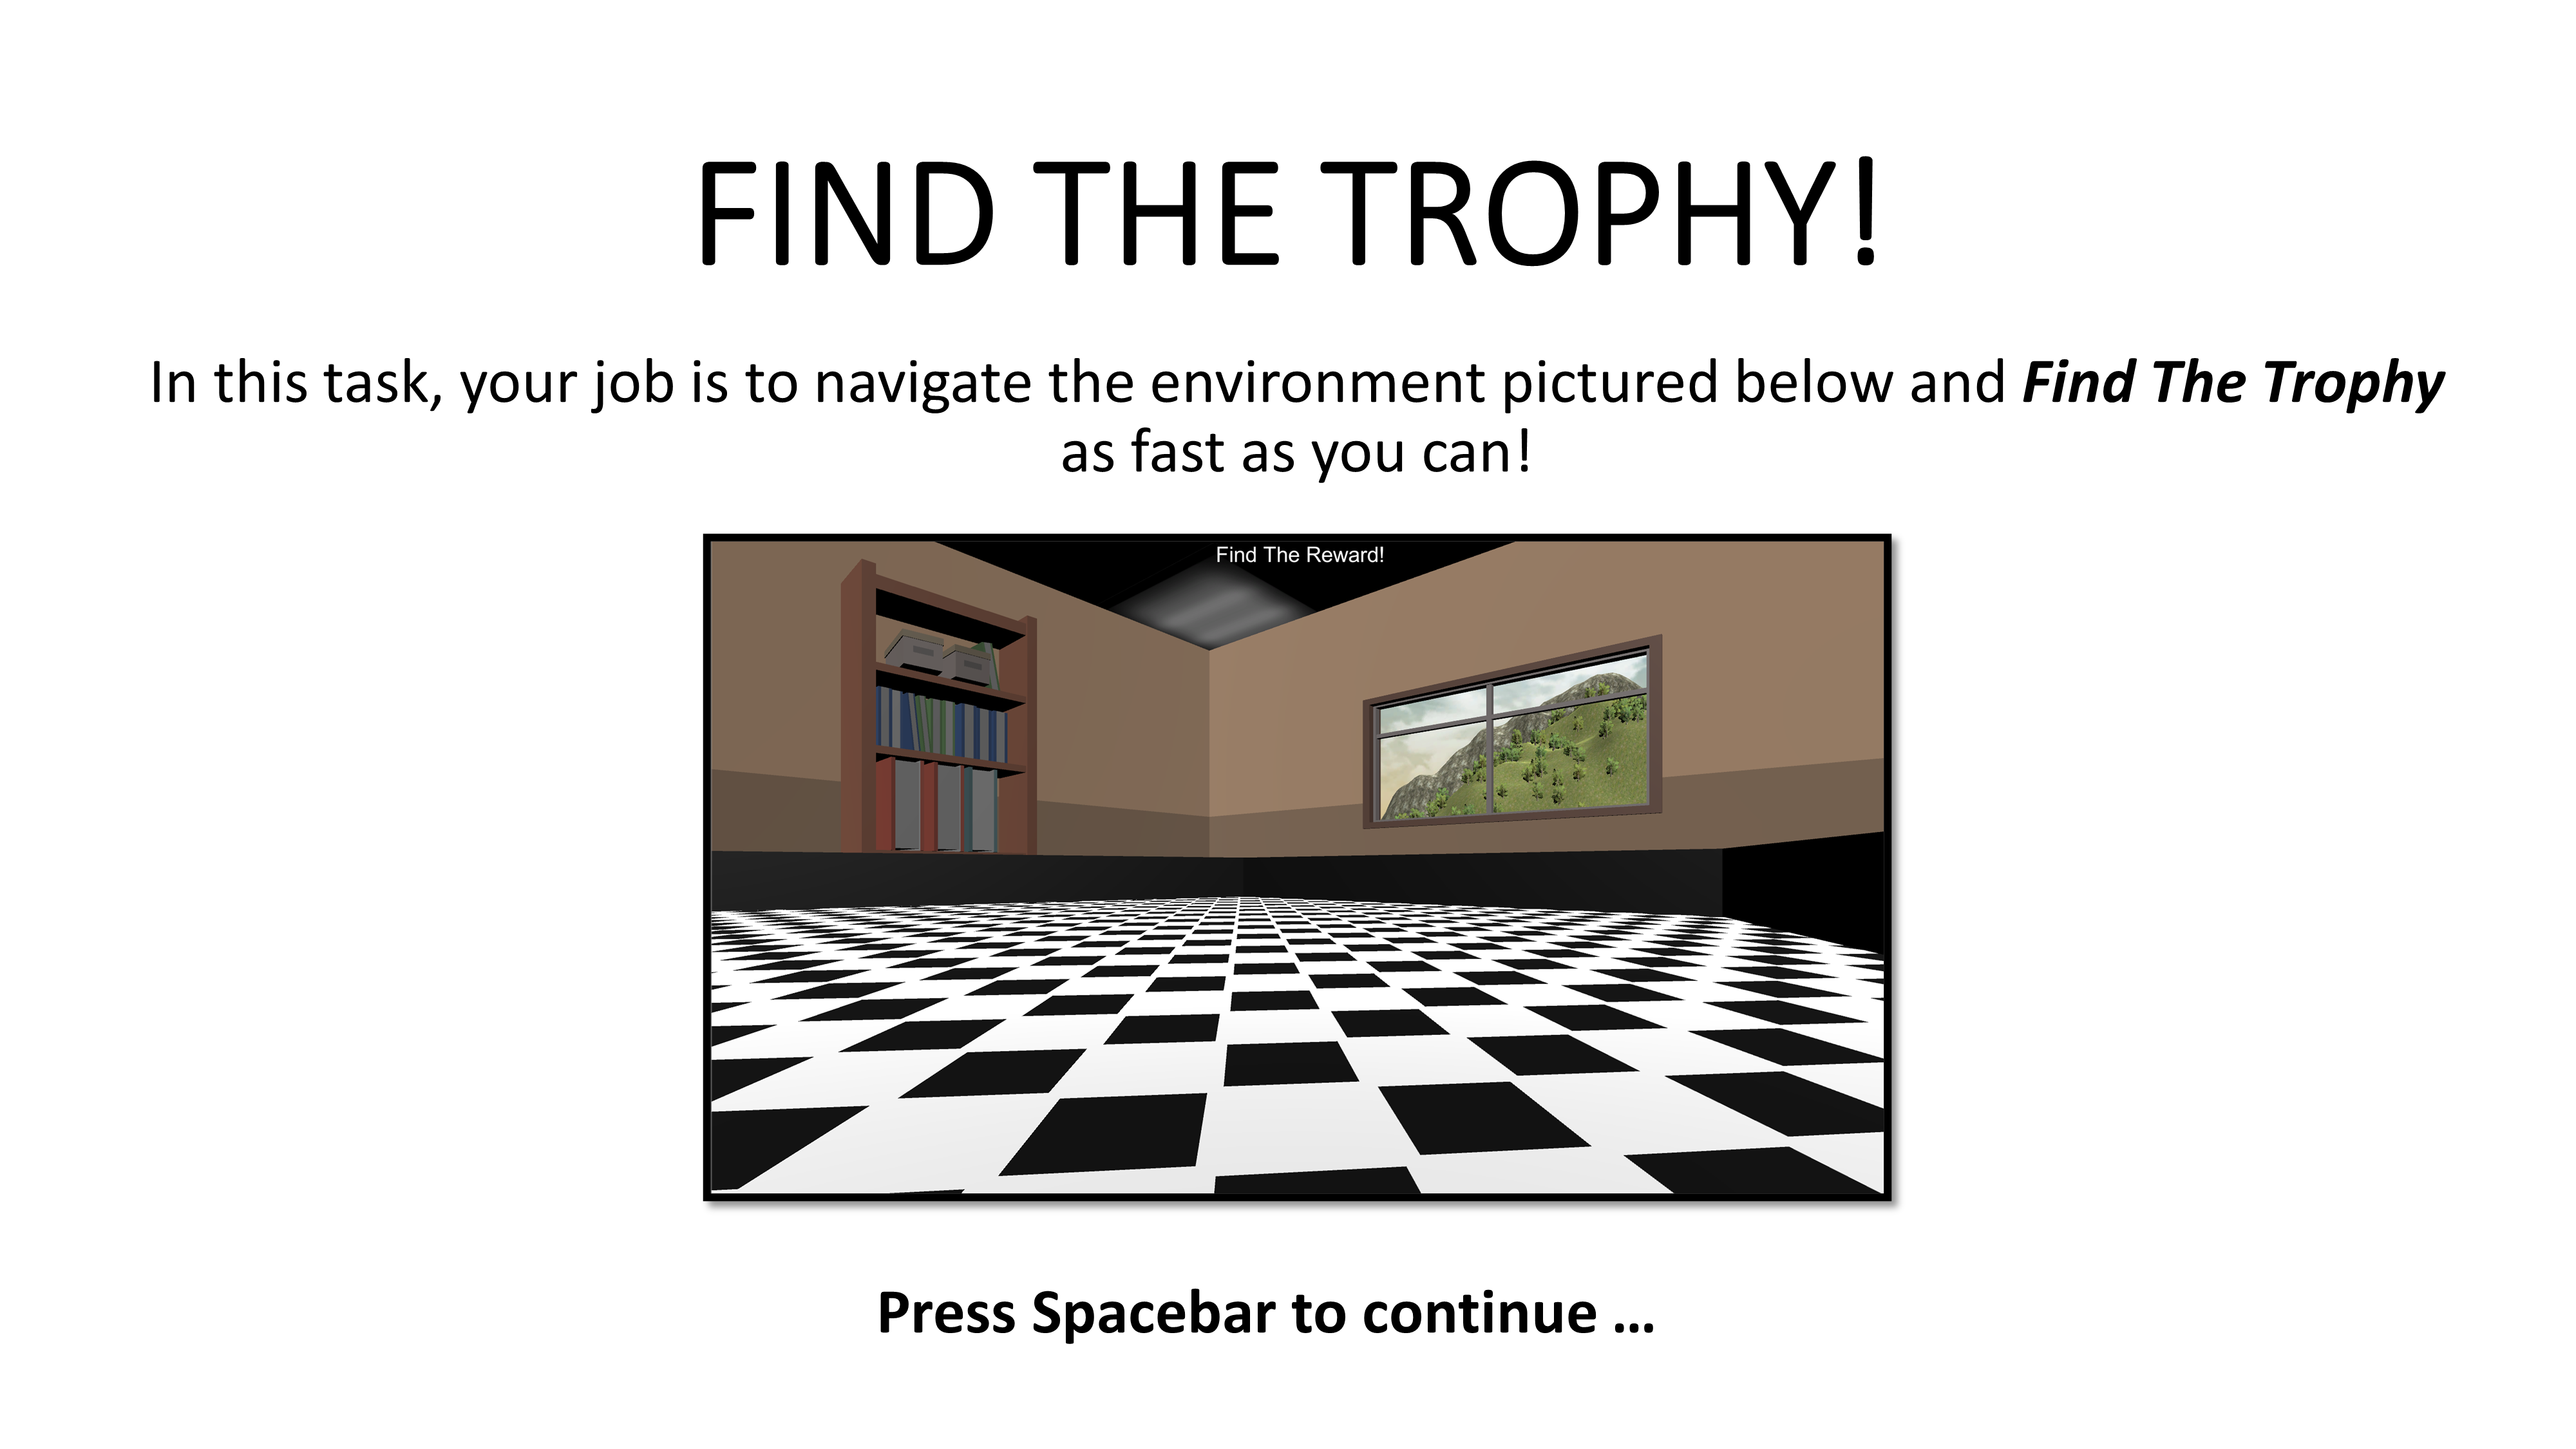 FIND THE TROPHY!
In this task, your job is to navigate the environment pictured below and Find The Trophy
as fast as you can!
Find The Reward!
Press Spacebar to continue …